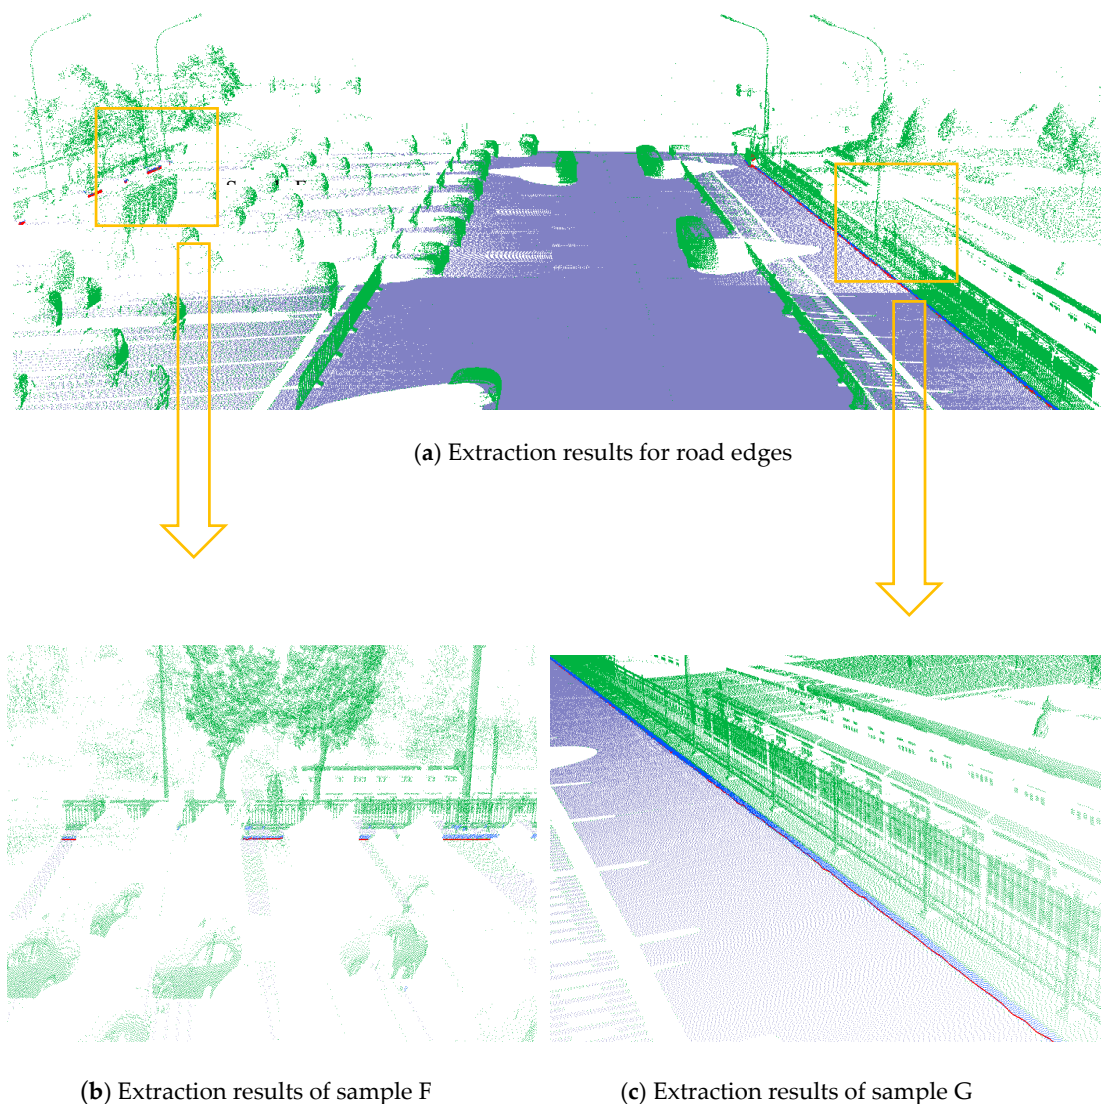 (a) Extraction results for road edges
(b) Extraction results of sample F
(c) Extraction results of sample G